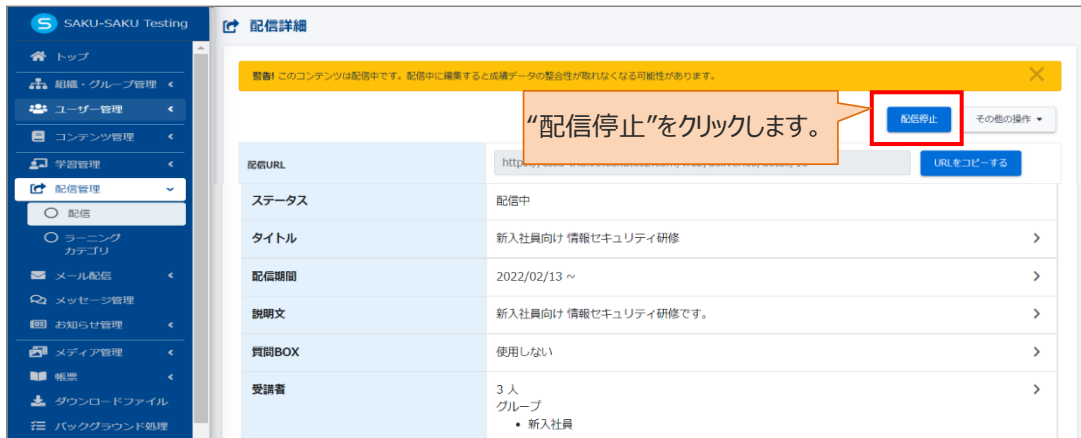 SAKU-SAKU Testing
配信詳細
トップ
組織・グループ管理
ユーザー管理
コンテンツ管理
学習管理
配信管理
配信
ラーニング
カテゴリ
メール配信
メッセージ管理
お知らせ管理
メディア管理
帳票
ダウンロードファイル
バックグラウンド処理
警告! このコンテンツは配信中です。配信中に編集すると成績データの整合性が取れなくなる可能性があります。
“配信停止”をクリックします。
配信停止
その他の操作
配信URL
URLをコピーする
ステータス
配信中
タイトル
新入社員向け 情報セキュリティ研修
配信期間
2022/02/13 ~
説明文
新入社員向け 情報セキュリティ研修です。
質問BOX
使用しない
受講者
3 人
グループ
• 新入社員